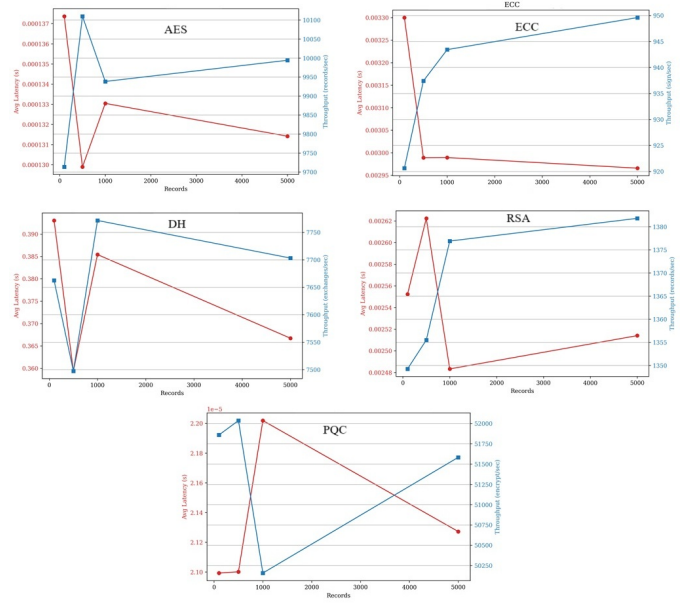 AES
Avg Latency (s)
0.000137
0.000136
0.000135
0.000134
0.000133
0.000132
0.000131
0.000130
Throughput (records/sec)
10100
10050
10000
9950
9900
9850
9800
9750
9700
0 1000 2000 3000 4000 5000
Records
ECC
ECC
Avg Latency (s)
0.00330
0.00325
0.00320
0.00315
0.00310
0.00305
0.00300
0.00295
Throughput (sign/sec)
950
945
940
935
930
925
920
0 1000 2000 3000 4000 5000
Records
DH
Avg Latency (s)
0.390
0.385
0.380
0.375
0.370
0.365
0.360
Throughput (exchanges/sec)
7750
7700
7650
7600
7550
7500
0 1000 2000 3000 4000 5000
Records
RSA
Avg Latency (s)
0.00262
0.00260
0.00258
0.00256
0.00254
0.00252
0.00250
0.00248
Throughput (records/sec)
1380
1375
1370
1365
1360
1355
1350
0 1000 2000 3000 4000 5000
Records
1e−5
PQC
Avg Latency (s)
2.20
2.18
2.16
2.14
2.12
2.10
Throughput (encrypt/sec)
52000
51750
51500
51250
51000
50750
50500
50250
0 1000 2000 3000 4000 5000
Records